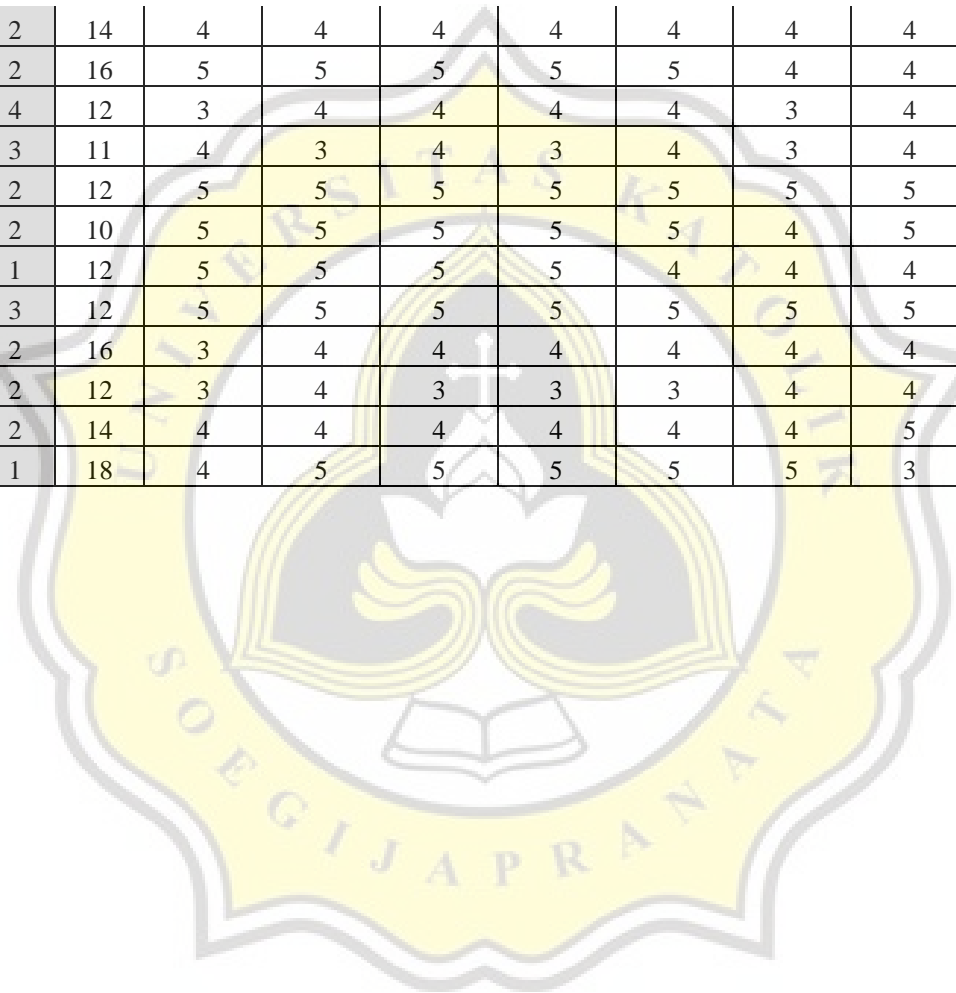 2 14 4 4 4 4 4 4 4
2 16 5 5 5 5 5 4 4
4 12 3 4 4 4 4 3 4
3 11 4 3 4 3 4 3 4
2 12 5 5 5 5 5 5 5
2 10 5 5 5 5 5 4 5
1 12 5 5 5 5 4 4 4
3 12 5 5 5 5 5 5 5
2 16 3 4 4 4 4 4 4
2 12 3 4 3 3 3 4 4
2 14 4 4 4 4 4 4 5
1 18 4 5 5 5 5 5 3
UNIVERSITAS KATOLIK
SOEGIJAPRANATA